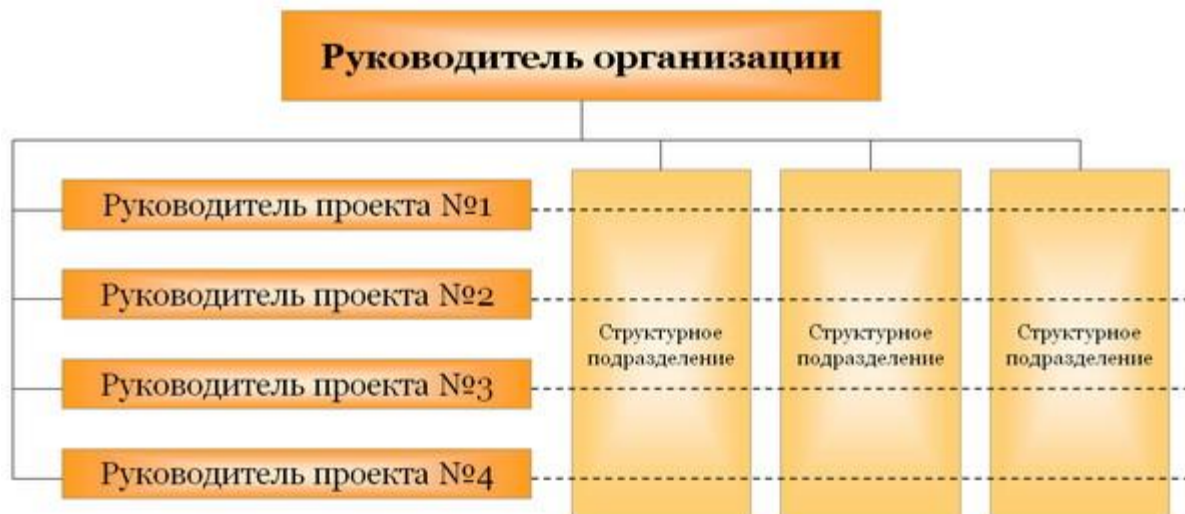 Руководитель организации
Руководитель проекта №1
Руководитель проекта №2
Руководитель проекта №3
Руководитель проекта №4
Структурное
подразделение
Структурное
подразделение
Структурное
подразделение